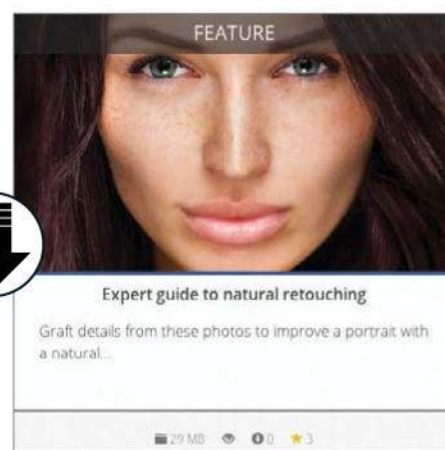 FEATURE
Expert guide to natural retouching
Graft details from these photos to improve a portrait with
a natural...
29 MB 0 3